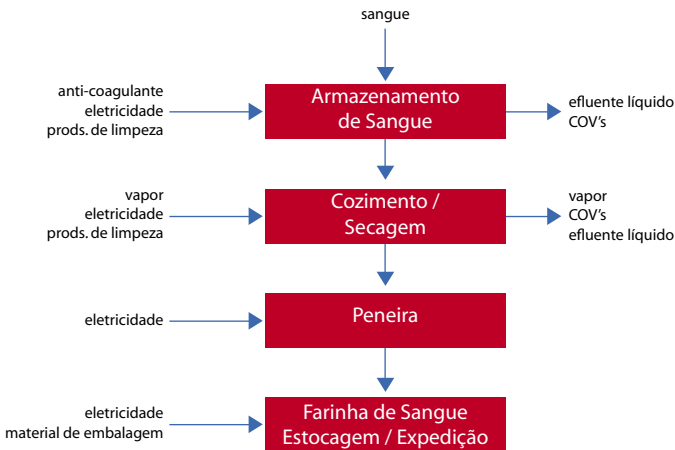 sangue
anti-coagulante
eletricidade
prods. de limpeza
Armazenamento
de Sangue
efluente líquido
COV's
vapor
eletricidade
prods. de limpeza
Cozimento /
Secagem
vapor
COV's
efluente líquido
eletricidade
Peneira
eletricidade
material de embalagem
Farinha de Sangue
Estocagem / Expedição